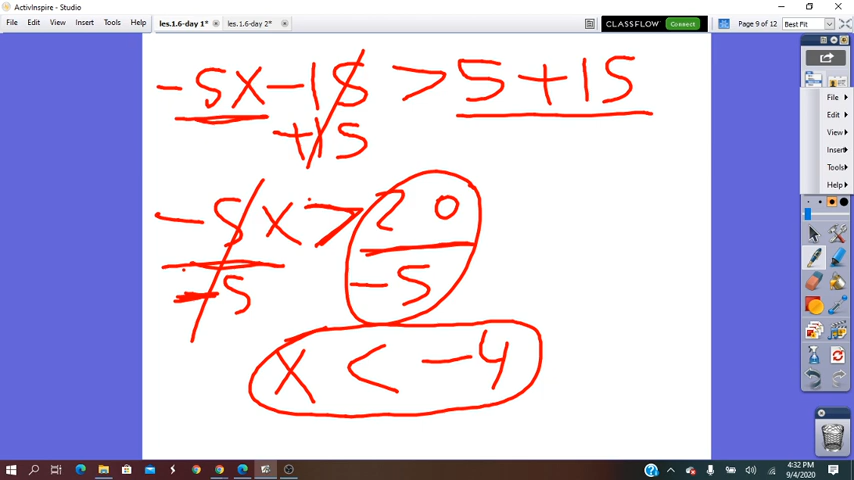 ActivInspire - Studio
File Edit View Insert Tools Help les.1.6-day 1* les.1.6-day 2* CLASSFLOW Connect Page 9 of 12 Best Fit
-5x-15 > 5+15
+15
-5x > 20
-5 -5
x < -4
File
Edit
View
Insert
Tools
Help
4:32 PM
9/4/2020